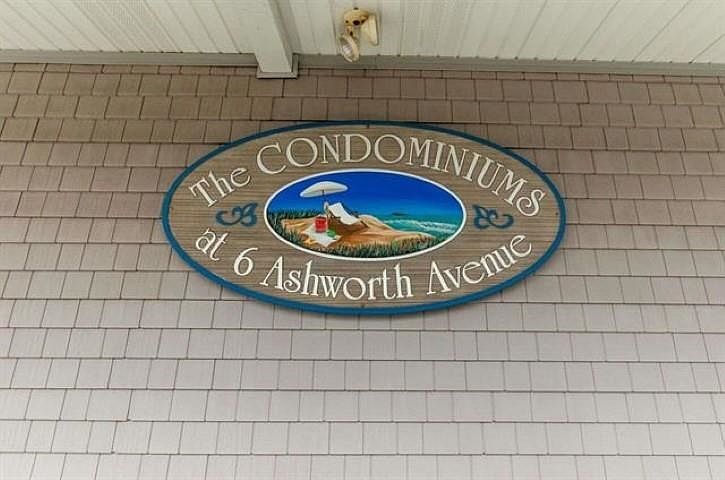 The CONDOMINIUMS
at 6 Ashworth Avenue